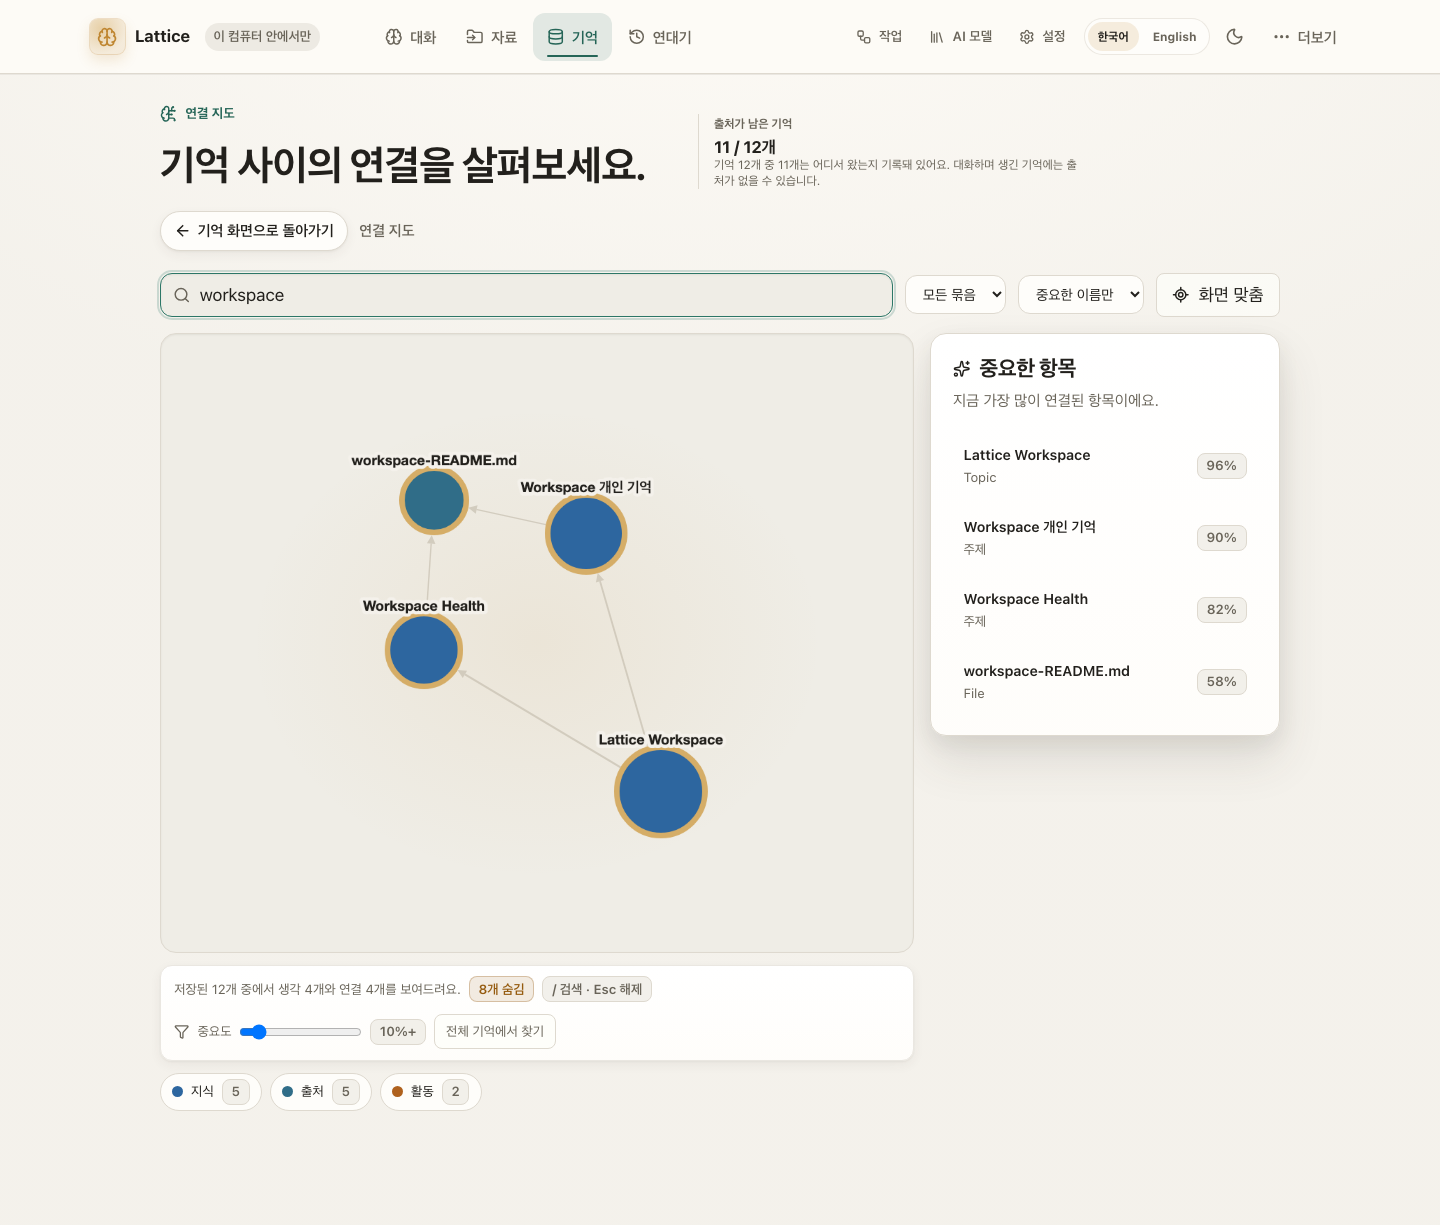 Lattice
이 컴퓨터 안에서만
대화
자료
기억
연대기
작업
AI 모델
설정
한국어
English
더보기
연결 지도
기억 사이의 연결을 살펴보세요.
출처가 남은 기억
11 / 12개
기억 12개 중 11개는 어디서 왔는지 기록돼 있어요. 대화하며 생긴 기억에는 출
처가 없을 수 있습니다.
기억 화면으로 돌아가기
연결 지도
workspace
모든 묶음
중요한 이름만
화면 맞춤
workspace-README.md
Workspace 개인 기억
Workspace Health
Lattice Workspace
중요한 항목
지금 가장 많이 연결된 항목이에요.
Lattice Workspace
Topic
96%
Workspace 개인 기억
주제
90%
Workspace Health
주제
82%
workspace-README.md
File
58%
저장된 12개 중에서 생각 4개와 연결 4개를 보여드려요.
8개 숨김
/ 검색 · Esc 해제
중요도
10%+
전체 기억에서 찾기
지식 5
출처 5
활동 2